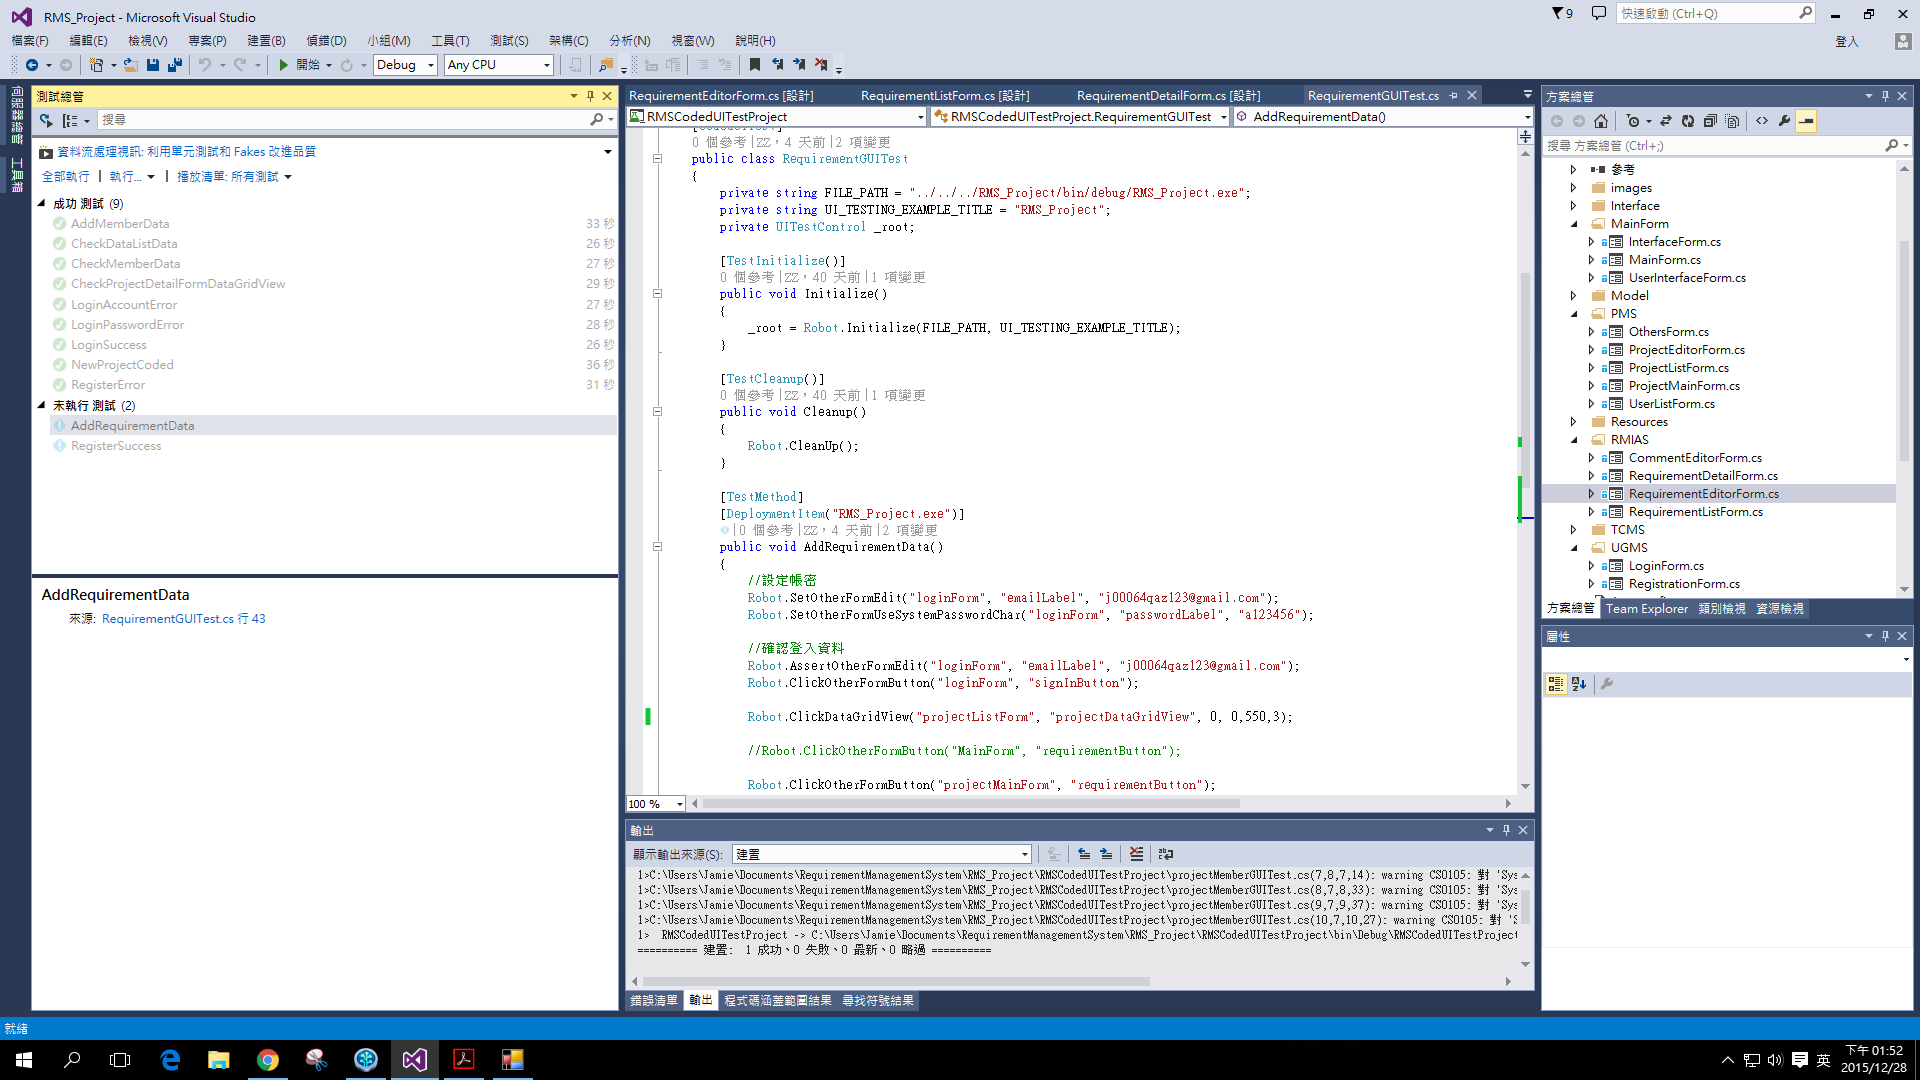 RMS_Project - Microsoft Visual Studio
9
快速啟動 (Ctrl+Q)
檔案(F) 編輯(E) 檢視(V) 專案(P) 建置(B) 偵錯(D) 小組(M) 工具(T) 測試(S) 架構(C) 分析(N) 視窗(W) 說明(H)
登入
開始 Debug Any CPU
伺服器總管
工具箱
測試總管
搜尋
資料流處理視訊: 利用單元測試和 Fakes 改進品質
全部執行 | 執行... | 播放清單: 所有測試
成功 測試 (9)
AddMemberData 33 秒
CheckDataListData 26 秒
CheckMemberData 27 秒
CheckProjectDetailFormDataGridView 29 秒
LoginAccountError 27 秒
LoginPasswordError 28 秒
LoginSuccess 26 秒
NewProjectCoded 36 秒
RegisterError 31 秒
未執行 測試 (2)
AddRequirementData
RegisterSuccess
AddRequirementData
來源: RequirementGUITest.cs 行 43
RequirementEditorForm.cs [設計] RequirementListForm.cs [設計] RequirementDetailForm.cs [設計] RequirementGUITest.cs
RMSCodedUITestProject RMSCodedUITestProject.RequirementGUITest AddRequirementData()
0 個參考|ZZ，4 天前|2 項變更
public class RequirementGUITest
{
private string FILE_PATH = "../../../RMS_Project/bin/debug/RMS_Project.exe";
private string UI_TESTING_EXAMPLE_TITLE = "RMS_Project";
private UITestControl _root;
[TestInitialize()]
0 個參考|ZZ，40 天前|1 項變更
public void Initialize()
{
_root = Robot.Initialize(FILE_PATH, UI_TESTING_EXAMPLE_TITLE);
}
[TestCleanup()]
0 個參考|ZZ，40 天前|1 項變更
public void Cleanup()
{
Robot.CleanUp();
}
[TestMethod]
[DeploymentItem("RMS_Project.exe")]
|0 個參考|ZZ，4 天前|2 項變更
public void AddRequirementData()
{
//設定帳密
Robot.SetOtherFormEdit("loginForm", "emailLabel", "j00064qaz123@gmail.com");
Robot.SetOtherFormUseSystemPasswordChar("loginForm", "passwordLabel", "a123456");
//確認登入資料
Robot.AssertOtherFormEdit("loginForm", "emailLabel", "j00064qaz123@gmail.com");
Robot.ClickOtherFormButton("loginForm", "signInButton");
Robot.ClickDataGridView("projectListForm", "projectDataGridView", 0, 0,550,3);
//Robot.ClickOtherFormButton("MainForm", "requirementButton");
Robot.ClickOtherFormButton("projectMainForm", "requirementButton");
100 %
輸出
顯示輸出來源(S): 建置
1>C:\Users\Jamie\Documents\RequirementManagementSystem\RMS_Project\RMSCodedUITestProject\projectMemberGUITest.cs(7,8,7,14): warning CS0105: 對 'Sys
1>C:\Users\Jamie\Documents\RequirementManagementSystem\RMS_Project\RMSCodedUITestProject\projectMemberGUITest.cs(8,7,8,33): warning CS0105: 對 'Sys
1>C:\Users\Jamie\Documents\RequirementManagementSystem\RMS_Project\RMSCodedUITestProject\projectMemberGUITest.cs(9,7,9,37): warning CS0105: 對 'Sys
1>C:\Users\Jamie\Documents\RequirementManagementSystem\RMS_Project\RMSCodedUITestProject\projectMemberGUITest.cs(10,7,10,27): warning CS0105: 對 'S
1> RMSCodedUITestProject -> C:\Users\Jamie\Documents\RequirementManagementSystem\RMS_Project\RMSCodedUITestProject\bin\Debug\RMSCodedUITestProject
========== 建置: 1 成功、0 失敗、0 最新、0 略過 ==========
錯誤清單 輸出 程式碼涵蓋範圍結果 尋找符號結果
方案總管
搜尋 方案總管 (Ctrl+;)
參考
images
Interface
MainForm
InterfaceForm.cs
MainForm.cs
UserInterfaceForm.cs
Model
PMS
OthersForm.cs
ProjectEditorForm.cs
ProjectListForm.cs
ProjectMainForm.cs
UserListForm.cs
Resources
RMIAS
CommentEditorForm.cs
RequirementDetailForm.cs
RequirementEditorForm.cs
RequirementListForm.cs
TCMS
UGMS
LoginForm.cs
RegistrationForm.cs
方案總管 Team Explorer 類別檢視 資源檢視
屬性
就緒
英
下午 01:52
2015/12/28